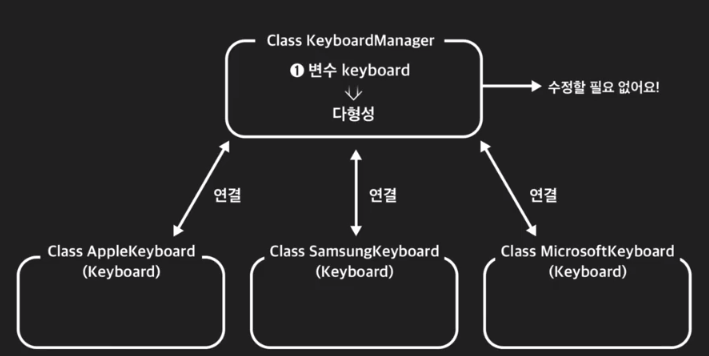 Class KeyboardManager
❶ 변수 keyboard
다형성
수정할 필요 없어요!
연결
연결
연결
Class AppleKeyboard
(Keyboard)
Class SamsungKeyboard
(Keyboard)
Class MicrosoftKeyboard
(Keyboard)